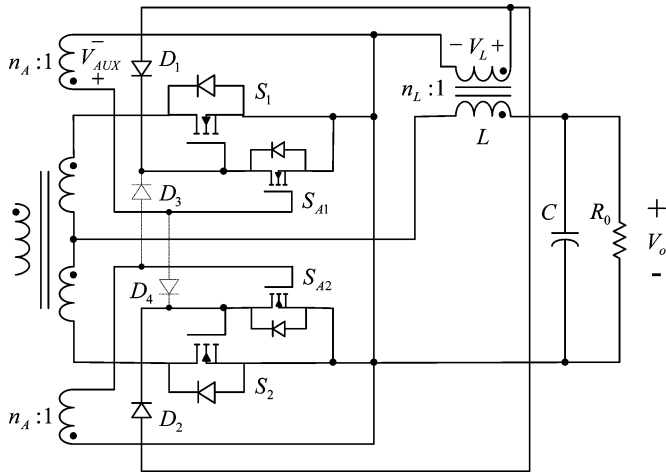 n_A :1
− V_AUX +
D_1
S_1
− V_L +
n_L :1
L
S_A1
D_3
C
R_0
+ V_o -
D_4
S_A2
S_2
n_A :1
D_2